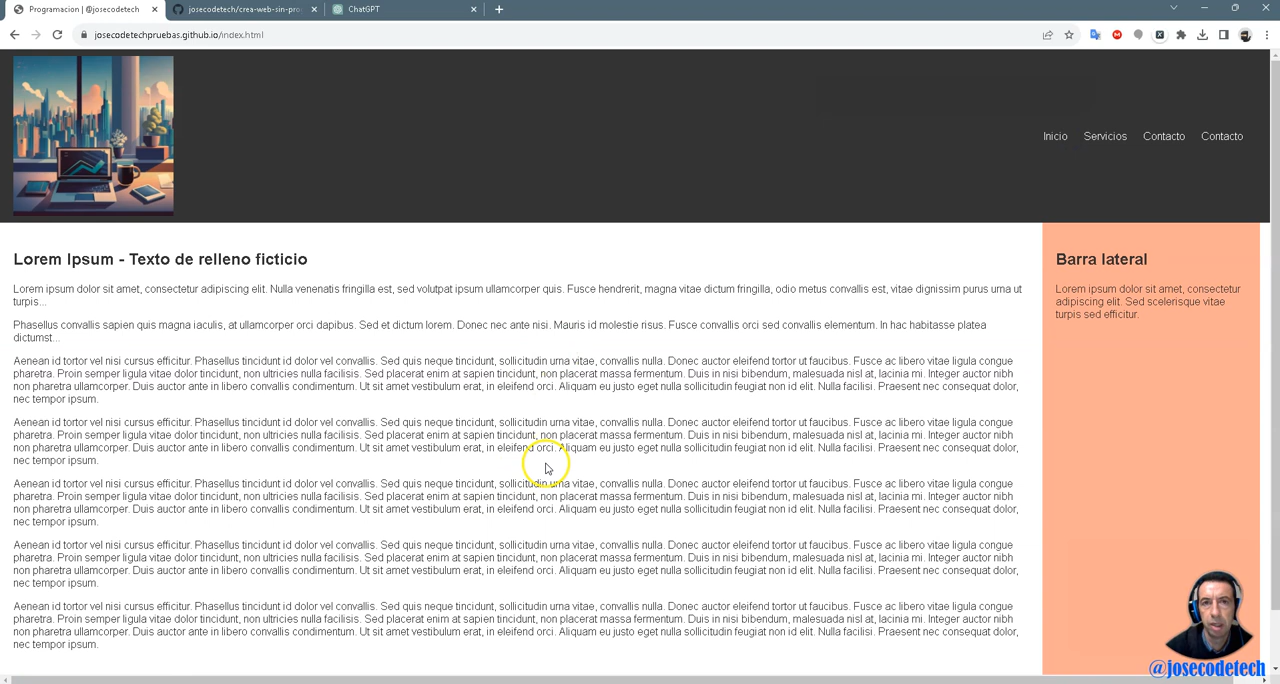 Programacion | @josecodetech
josecodetech/crea-web-sin-pro
ChatGPT
josecodetechpruebas.github.io/index.html
Inicio Servicios Contacto Contacto
Lorem Ipsum - Texto de relleno ficticio
Lorem ipsum dolor sit amet, consectetur adipiscing elit. Nulla venenatis fringilla est, sed volutpat ipsum ullamcorper quis. Fusce hendrerit, magna vitae dictum fringilla, odio metus convallis est, vitae dignissim purus urna ut
turpis...
Phasellus convallis sapien quis magna iaculis, at ullamcorper orci dapibus. Sed et dictum lorem. Donec nec ante nisi. Mauris id molestie risus. Fusce convallis orci sed convallis elementum. In hac habitasse platea
dictumst...
Aenean id tortor vel nisi cursus efficitur. Phasellus tincidunt id dolor vel convallis. Sed quis neque tincidunt, sollicitudin urna vitae, convallis nulla. Donec auctor eleifend tortor ut faucibus. Fusce ac libero vitae ligula congue
pharetra. Proin semper ligula vitae dolor tincidunt, non ultricies nulla facilisis. Sed placerat enim at sapien tincidunt, non placerat massa fermentum. Duis in nisi bibendum, malesuada nisl at, lacinia mi. Integer auctor nibh
non pharetra ullamcorper. Duis auctor ante in libero convallis condimentum. Ut sit amet vestibulum erat, in eleifend orci. Aliquam eu justo eget nulla sollicitudin feugiat non id elit. Nulla facilisi. Praesent nec consequat dolor,
nec tempor ipsum.
Aenean id tortor vel nisi cursus efficitur. Phasellus tincidunt id dolor vel convallis. Sed quis neque tincidunt, sollicitudin urna vitae, convallis nulla. Donec auctor eleifend tortor ut faucibus. Fusce ac libero vitae ligula congue
pharetra. Proin semper ligula vitae dolor tincidunt, non ultricies nulla facilisis. Sed placerat enim at sapien tincidunt, non placerat massa fermentum. Duis in nisi bibendum, malesuada nisl at, lacinia mi. Integer auctor nibh
non pharetra ullamcorper. Duis auctor ante in libero convallis condimentum. Ut sit amet vestibulum erat, in eleifend orci. Aliquam eu justo eget nulla sollicitudin feugiat non id elit. Nulla facilisi. Praesent nec consequat dolor,
nec tempor ipsum.
Aenean id tortor vel nisi cursus efficitur. Phasellus tincidunt id dolor vel convallis. Sed quis neque tincidunt, sollicitudin urna vitae, convallis nulla. Donec auctor eleifend tortor ut faucibus. Fusce ac libero vitae ligula congue
pharetra. Proin semper ligula vitae dolor tincidunt, non ultricies nulla facilisis. Sed placerat enim at sapien tincidunt, non placerat massa fermentum. Duis in nisi bibendum, malesuada nisl at, lacinia mi. Integer auctor nibh
non pharetra ullamcorper. Duis auctor ante in libero convallis condimentum. Ut sit amet vestibulum erat, in eleifend orci. Aliquam eu justo eget nulla sollicitudin feugiat non id elit. Nulla facilisi. Praesent nec consequat dolor,
nec tempor ipsum.
Aenean id tortor vel nisi cursus efficitur. Phasellus tincidunt id dolor vel convallis. Sed quis neque tincidunt, sollicitudin urna vitae, convallis nulla. Donec auctor eleifend tortor ut faucibus. Fusce ac libero vitae ligula congue
pharetra. Proin semper ligula vitae dolor tincidunt, non ultricies nulla facilisis. Sed placerat enim at sapien tincidunt, non placerat massa fermentum. Duis in nisi bibendum, malesuada nisl at, lacinia mi. Integer auctor nibh
non pharetra ullamcorper. Duis auctor ante in libero convallis condimentum. Ut sit amet vestibulum erat, in eleifend orci. Aliquam eu justo eget nulla sollicitudin feugiat non id elit. Nulla facilisi. Praesent nec consequat dolor,
nec tempor ipsum.
Aenean id tortor vel nisi cursus efficitur. Phasellus tincidunt id dolor vel convallis. Sed quis neque tincidunt, sollicitudin urna vitae, convallis nulla. Donec auctor eleifend tortor ut faucibus. Fusce ac libero vitae ligula congue
pharetra. Proin semper ligula vitae dolor tincidunt, non ultricies nulla facilisis. Sed placerat enim at sapien tincidunt, non placerat massa fermentum. Duis in nisi bibendum, malesuada nisl at, lacinia mi. Integer auctor nibh
non pharetra ullamcorper. Duis auctor ante in libero convallis condimentum. Ut sit amet vestibulum erat, in eleifend orci. Aliquam eu justo eget nulla sollicitudin feugiat non id elit. Nulla facilisi. Praesent nec consequat dolor,
nec tempor ipsum.
Barra lateral
Lorem ipsum dolor sit amet, consectetur
adipiscing elit. Sed scelerisque vitae
turpis sed efficitur.
@josecodetech